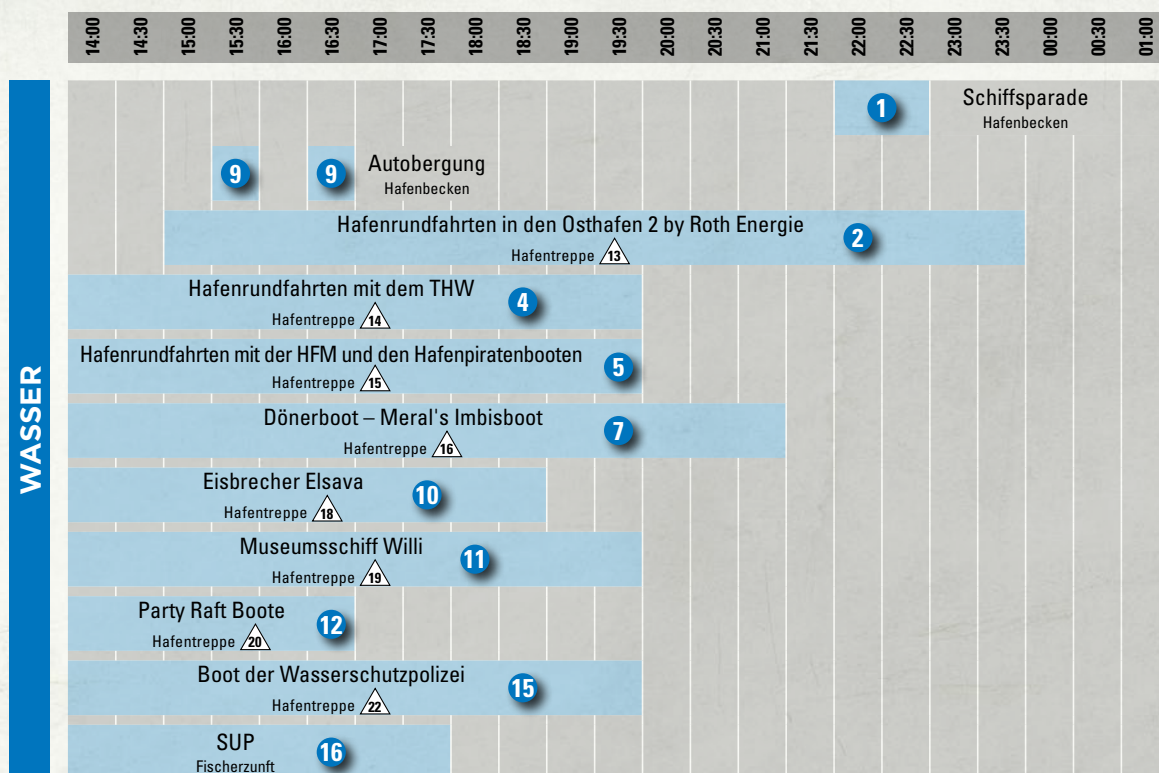 14:00 14:30 15:00 15:30 16:00 16:30 17:00 17:30 18:00 18:30 19:00 19:30 20:00 20:30 21:00 21:30 22:00 22:30 23:00 23:30 00:00 00:30 01:00
WASSER
1 Schiffsparade
Hafenbecken
9 9 Autobergung
Hafenbecken
Hafenrundfahrten in den Osthafen 2 by Roth Energie 2
Hafentreppe 13
Hafenrundfahrten mit dem THW 4
Hafentreppe 14
Hafenrundfahrten mit der HFM und den Hafenpiratenbooten 5
Hafentreppe 15
Dönerboot – Meral's Imbisboot 7
Hafentreppe 16
Eisbrecher Elsava 10
Hafentreppe 18
Museumsschiff Willi 11
Hafentreppe 19
Party Raft Boote 12
Hafentreppe 20
Boot der Wasserschutzpolizei 15
Hafentreppe 22
SUP 16
Fischerzunft